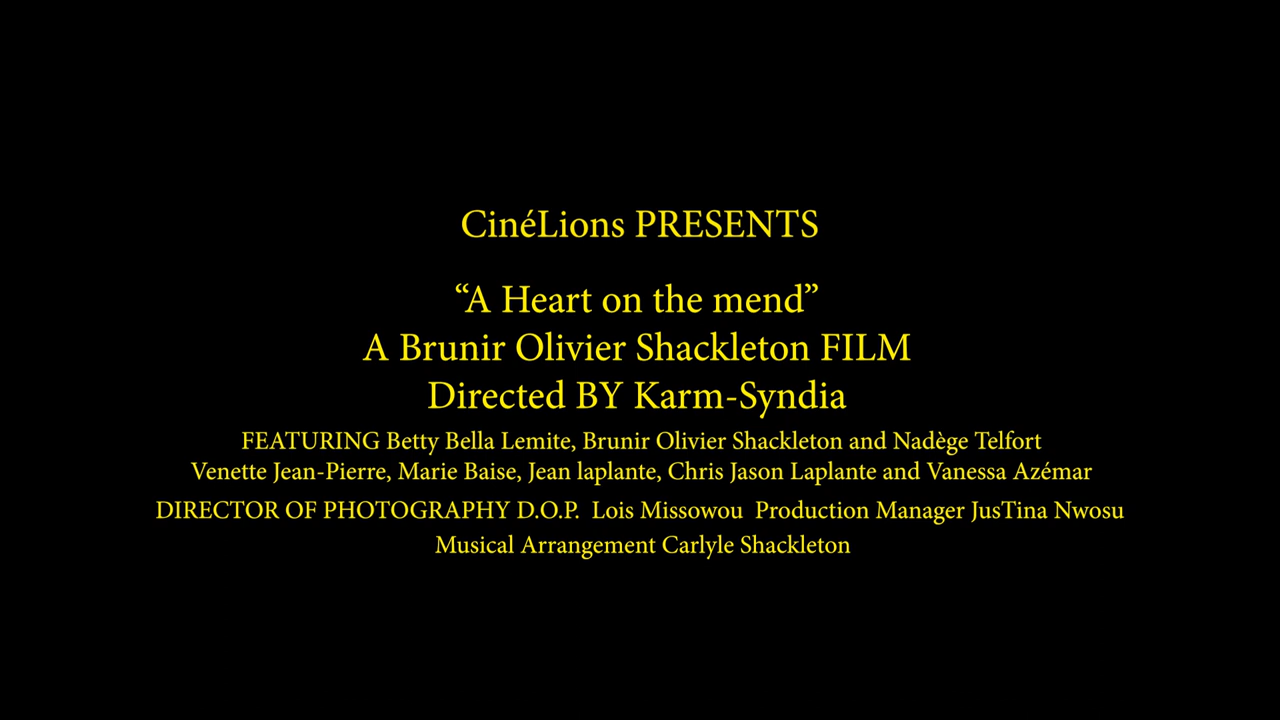 CinéLions PRESENTS
“A Heart on the mend”
A Brunir Olivier Shackleton FILM
Directed BY Karm-Syndia
FEATURING Betty Bella Lemite, Brunir Olivier Shackleton and Nadège Telfort
Venette Jean-Pierre, Marie Baise, Jean laplante, Chris Jason Laplante and Vanessa Azémar
DIRECTOR OF PHOTOGRAPHY D.O.P. Lois Missowou Production Manager JusTina Nwosu
Musical Arrangement Carlyle Shackleton